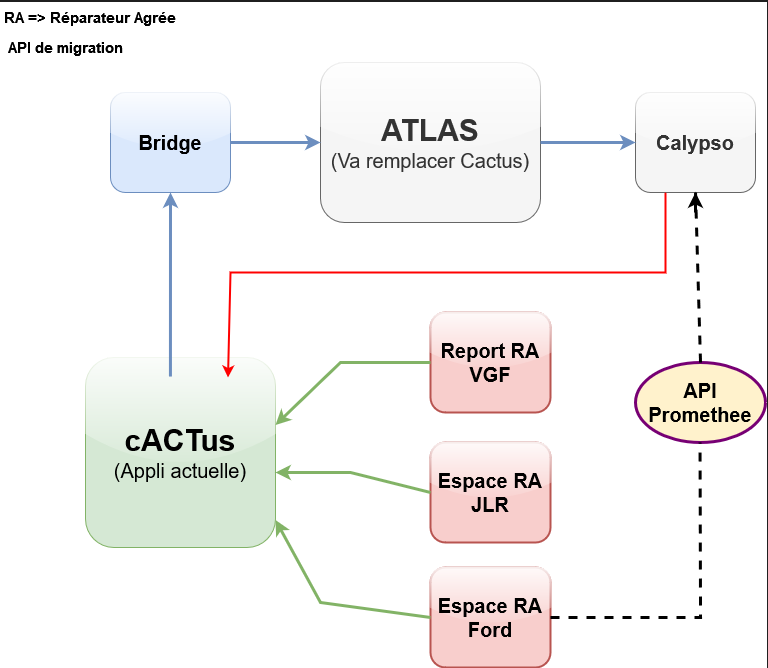 RA => Réparateur Agrée
API de migration
Bridge
ATLAS
(Va remplacer Cactus)
Calypso
Report RA
VGF
API
Promethee
cACTus
(Appli actuelle)
Espace RA
JLR
Espace RA
Ford